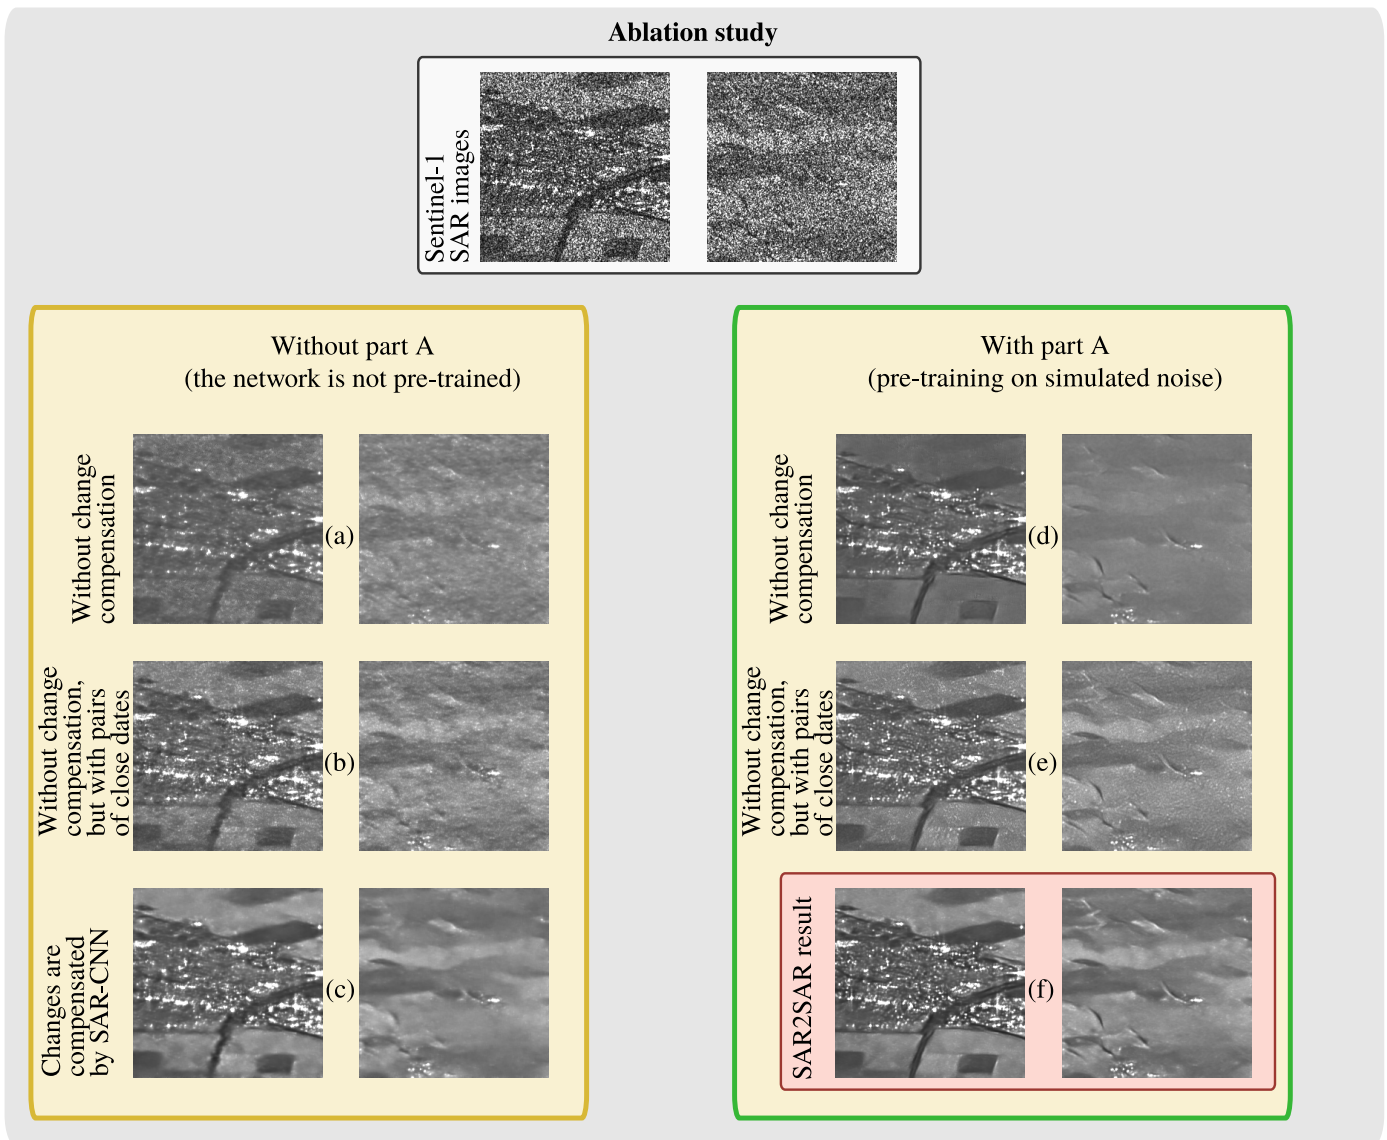 Ablation study
Sentinel-1
SAR images
Without part A
(the network is not pre-trained)
Without change
compensation
(a)
Without change
compensation,
but with pairs
of close dates
(b)
Changes are
compensated
by SAR-CNN
(c)
With part A
(pre-training on simulated noise)
Without change
compensation
(d)
Without change
compensation,
but with pairs
of close dates
(e)
SAR2SAR result
(f)